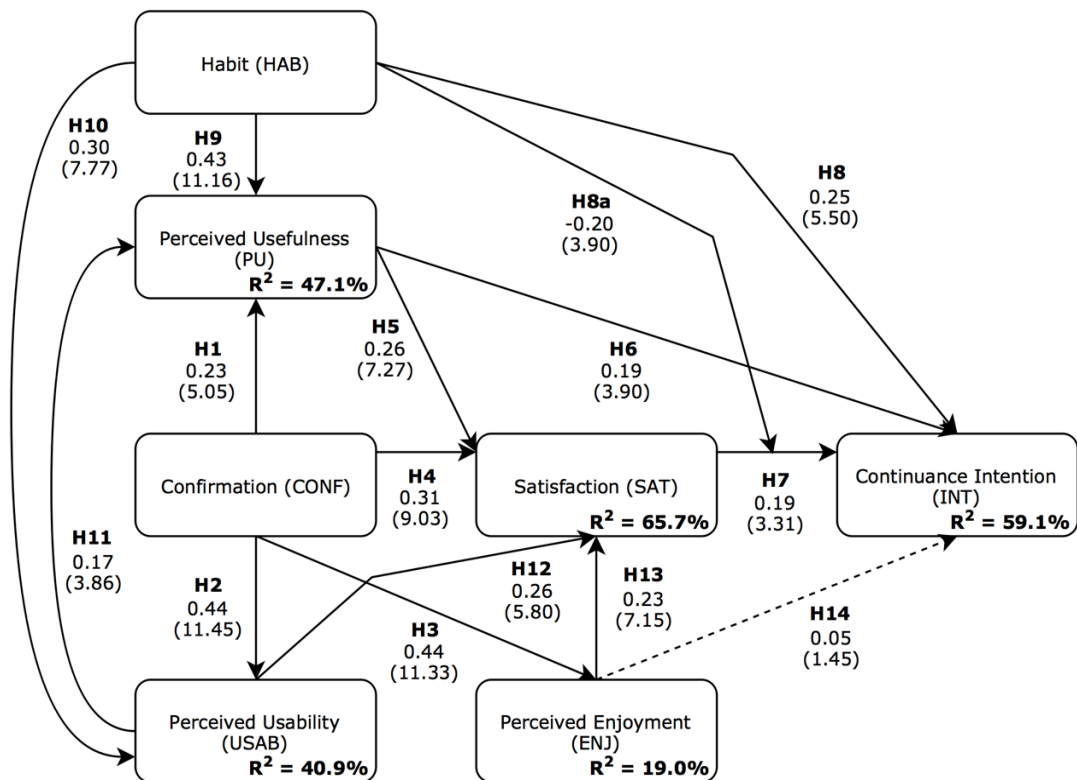 Habit (HAB)
H10
0.30
(7.77)
H9
0.43
(11.16)
H8
0.25
(5.50)
H8a
-0.20
(3.90)
Perceived Usefulness
(PU)
R² = 47.1%
H5
0.26
(7.27)
H6
0.19
(3.90)
H1
0.23
(5.05)
Confirmation (CONF)
H4
0.31
(9.03)
Satisfaction (SAT)
R² = 65.7%
H7
0.19
(3.31)
Continuance Intention
(INT)
R² = 59.1%
H11
0.17
(3.86)
H2
0.44
(11.45)
H3
0.44
(11.33)
H12
0.26
(5.80)
H13
0.23
(7.15)
H14
0.05
(1.45)
Perceived Usability
(USAB)
R² = 40.9%
Perceived Enjoyment
(ENJ)
R² = 19.0%